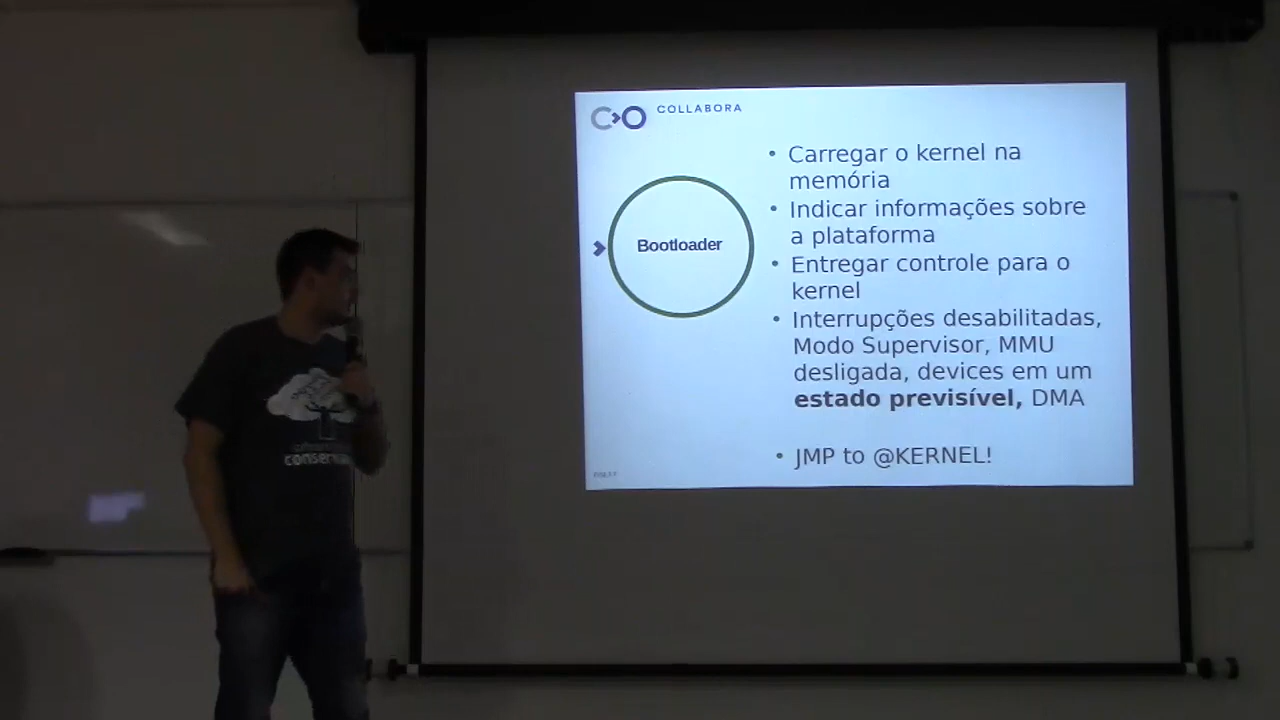 COLLABORA
Bootloader
• Carregar o kernel na
memória
• Indicar informações sobre
a plataforma
• Entregar controle para o
kernel
• Interrupções desabilitadas,
Modo Supervisor, MMU
desligada, devices em um
estado previsível, DMA
• JMP to @KERNEL!